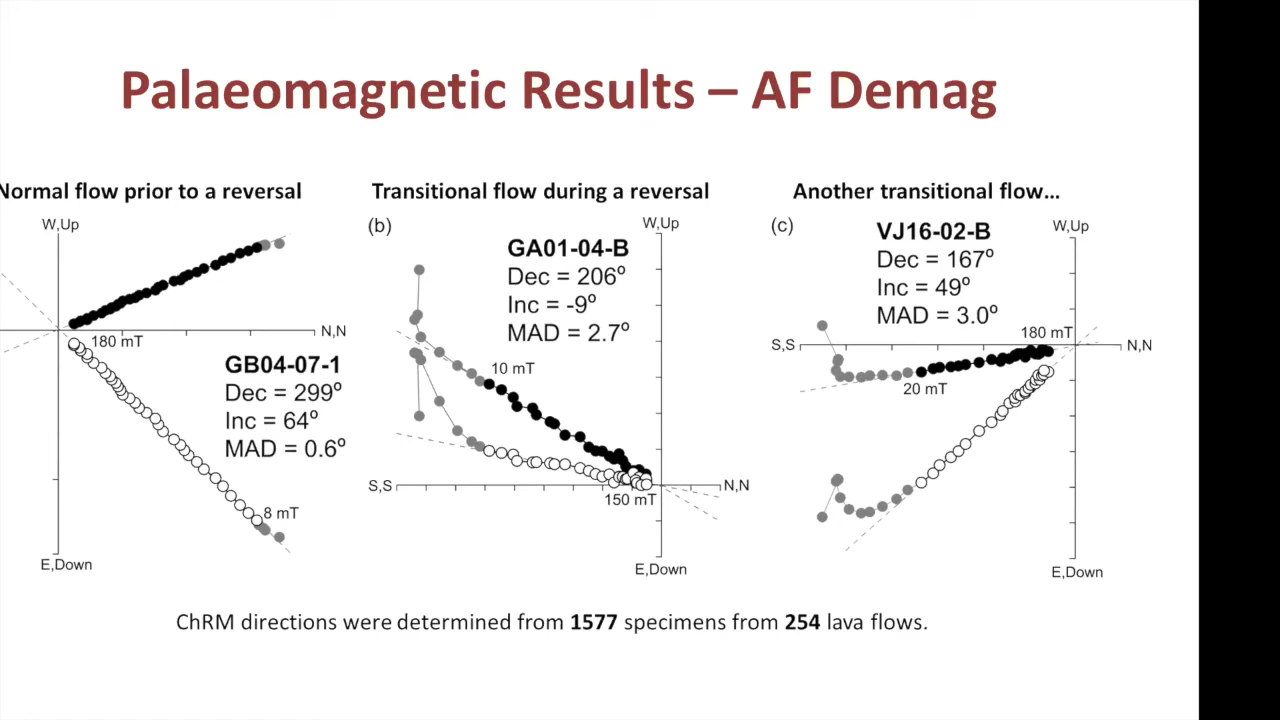 Palaeomagnetic Results – AF Demag
Normal flow prior to a reversal
W,Up
N,N
180 mT
GB04-07-1
Dec = 299º
Inc = 64º
MAD = 0.6º
8 mT
E,Down
Transitional flow during a reversal
(b)
W,Up
GA01-04-B
Dec = 206º
Inc = -9º
MAD = 2.7º
10 mT
S,S
N,N
150 mT
E,Down
Another transitional flow…
(c)
VJ16-02-B
Dec = 167º
Inc = 49º
MAD = 3.0º
W,Up
180 mT
S,S
N,N
20 mT
E,Down
ChRM directions were determined from 1577 specimens from 254 lava flows.